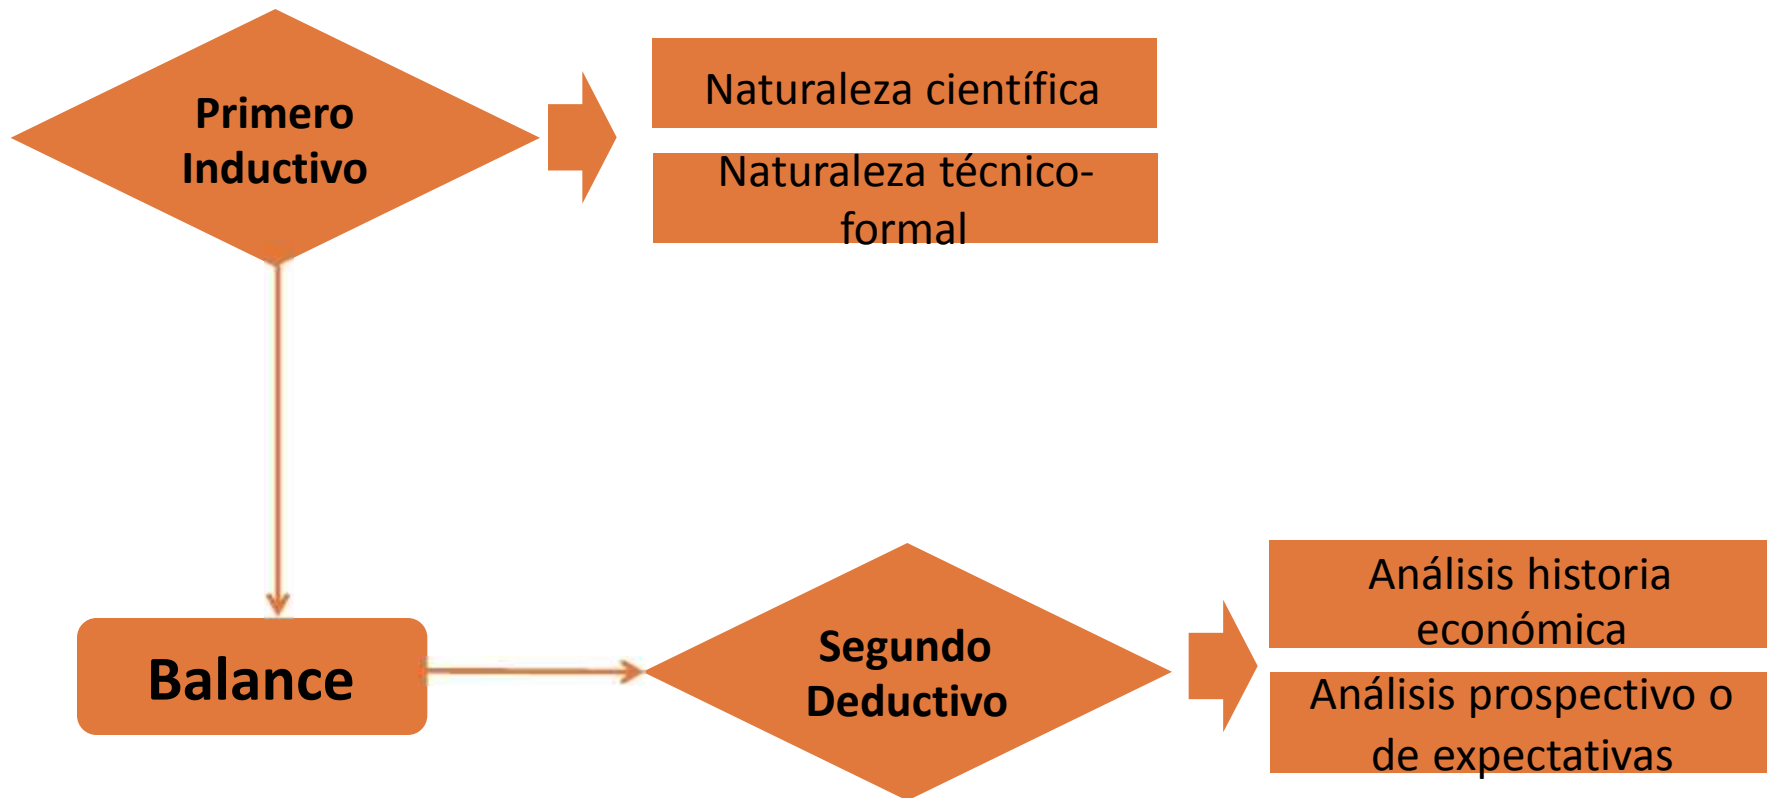 Primero
Inductivo
Naturaleza científica
Naturaleza técnico-
formal
Balance
Segundo
Deductivo
Análisis historia
económica
Análisis prospectivo o
de expectativas